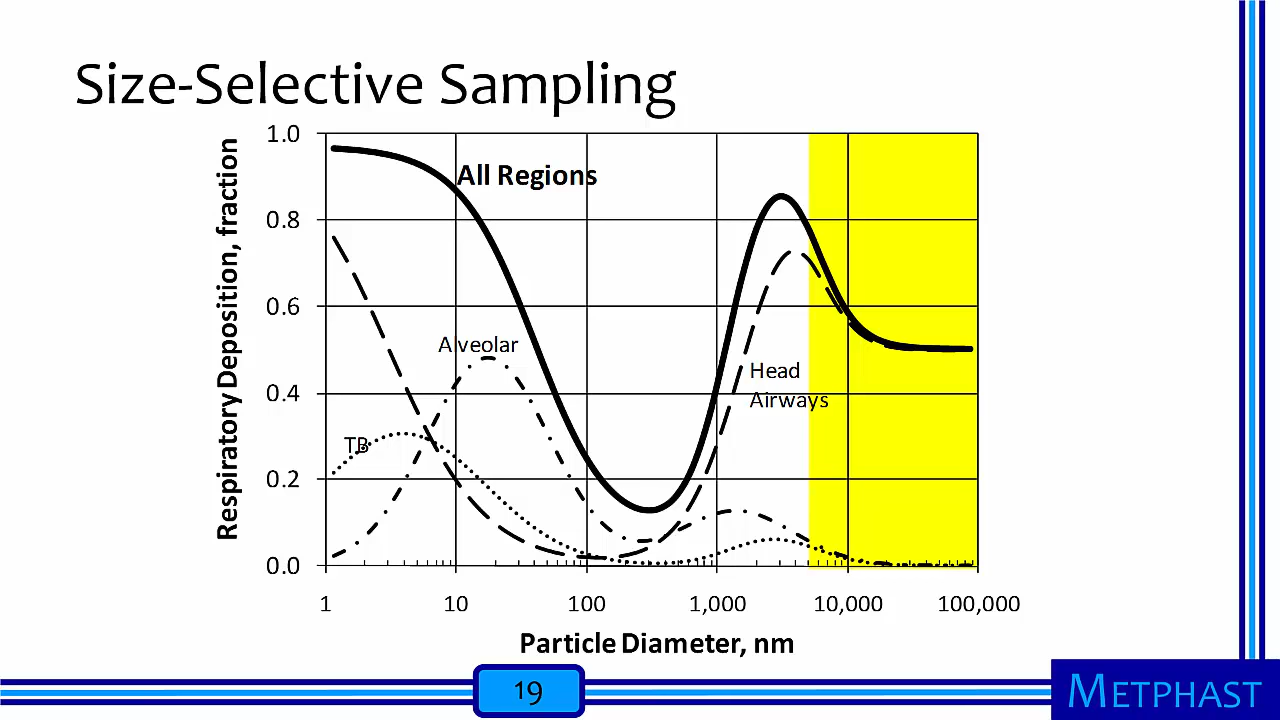 Size-Selective Sampling
Respiratory Deposition, fraction
1.0
0.8
0.6
0.4
0.2
0.0
All Regions
Alveolar
TB
Head
Airways
1 10 100 1,000 10,000 100,000
Particle Diameter, nm
19
METPHAST